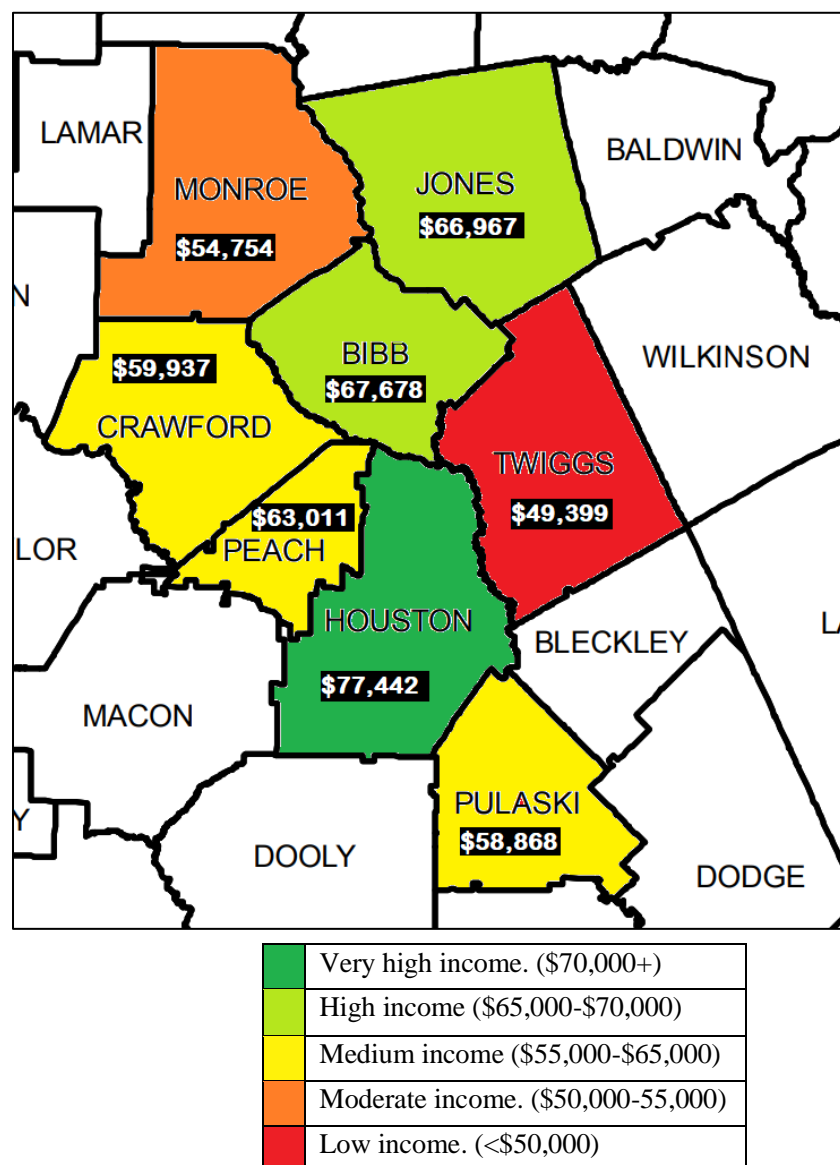 LAMAR
BALDWIN
MONROE
JONES
$54,754
$66,967
N
BIBB
WILKINSON
$59,937
$67,678
CRAWFORD
TWIGGS
$63,011
$49,399
LOR
PEACH
HOUSTON
LA
BLECKLEY
$77,442
MACON
PULASKI
Y
$58,868
DOOLY
DODGE
Very high income. ($70,000+)
High income ($65,000-$70,000)
Medium income ($55,000-$65,000)
Moderate income. ($50,000-55,000)
Low income. (<$50,000)